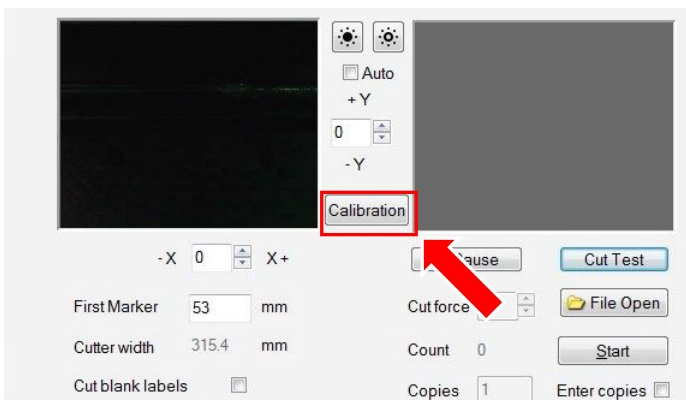 Auto
+ Y
0
- Y
Calibration
- X 0 X +
Cut Test
First Marker 53 mm
Cut force
File Open
Cutter width 315.4 mm
Count 0
Start
Cut blank labels
Copies 1
Enter copies